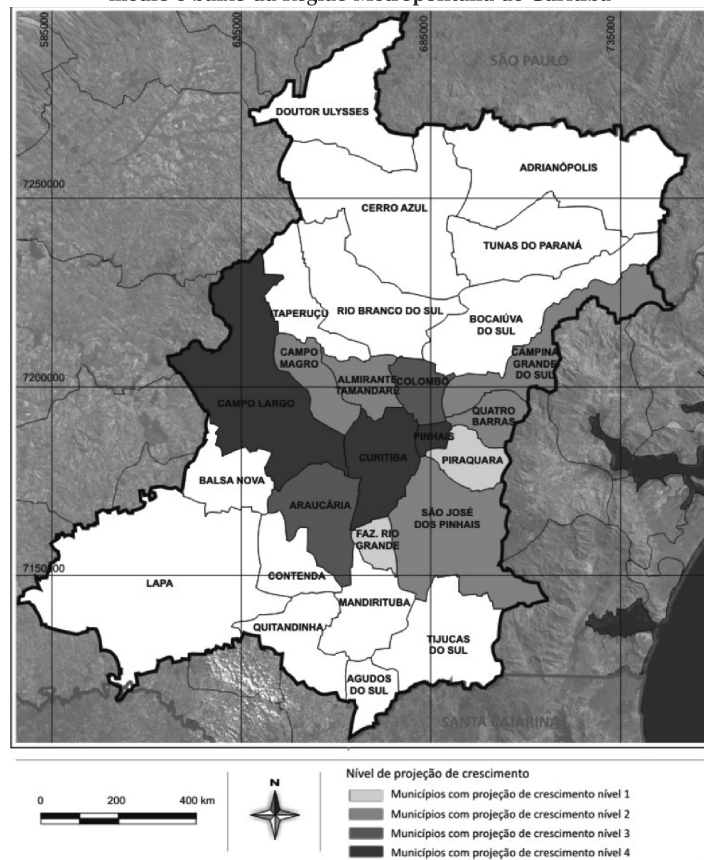 médio e baixo da Região Metropolitana de Curitiba
585000
635000
685000
735000
SÃO PAULO
DOUTOR ULYSSES
ADRIANÓPOLIS
7250000
CERRO AZUL
TUNAS DO PARANÁ
ITAPERUÇU
RIO BRANCO DO SUL
BOCAIÚVA
DO SUL
CAMPO
MAGRO
CAMPINA
GRANDE
DO SUL
ALMIRANTE
TAMANDARÉ
COLOMBO
7200000
CAMPO LARGO
QUATRO
BARRAS
PINHAIS
CURITIBA
PIRAQUARA
BALSA NOVA
ARAUCÁRIA
SÃO JOSÉ
DOS PINHAIS
FAZ. RIO
GRANDE
7150000
LAPA
CONTENDA
MANDIRITUBA
QUITANDINHA
TIJUCAS
DO SUL
AGUDOS
DO SUL
SANTA CATARINA
0 200 400 km
N
Nível de projeção de crescimento
Municípios com projeção de crescimento nível 1
Municípios com projeção de crescimento nível 2
Municípios com projeção de crescimento nível 3
Municípios com projeção de crescimento nível 4